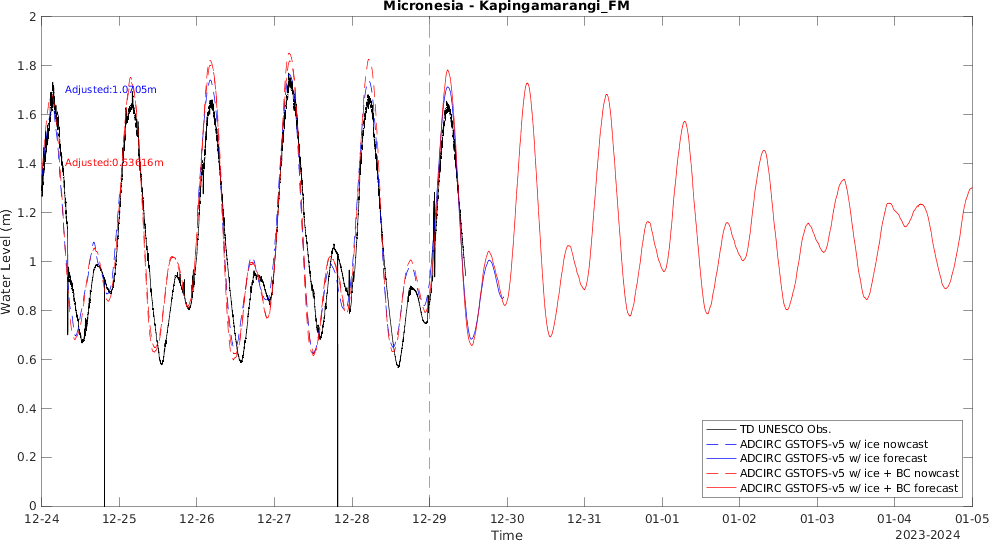 Micronesia - Kapingamarangi_FM
Water Level (m)
2
1.8
1.6
1.4
1.2
1
0.8
0.6
0.4
0.2
0
Adjusted:1.0705m
Adjusted:0.53616m
TD UNESCO Obs.
ADCIRC GSTOFS-v5 w/ ice nowcast
ADCIRC GSTOFS-v5 w/ ice forecast
ADCIRC GSTOFS-v5 w/ ice + BC nowcast
ADCIRC GSTOFS-v5 w/ ice + BC forecast
12-24 12-25 12-26 12-27 12-28 12-29 12-30 12-31 01-01 01-02 01-03 01-04 01-05
Time
2023-2024